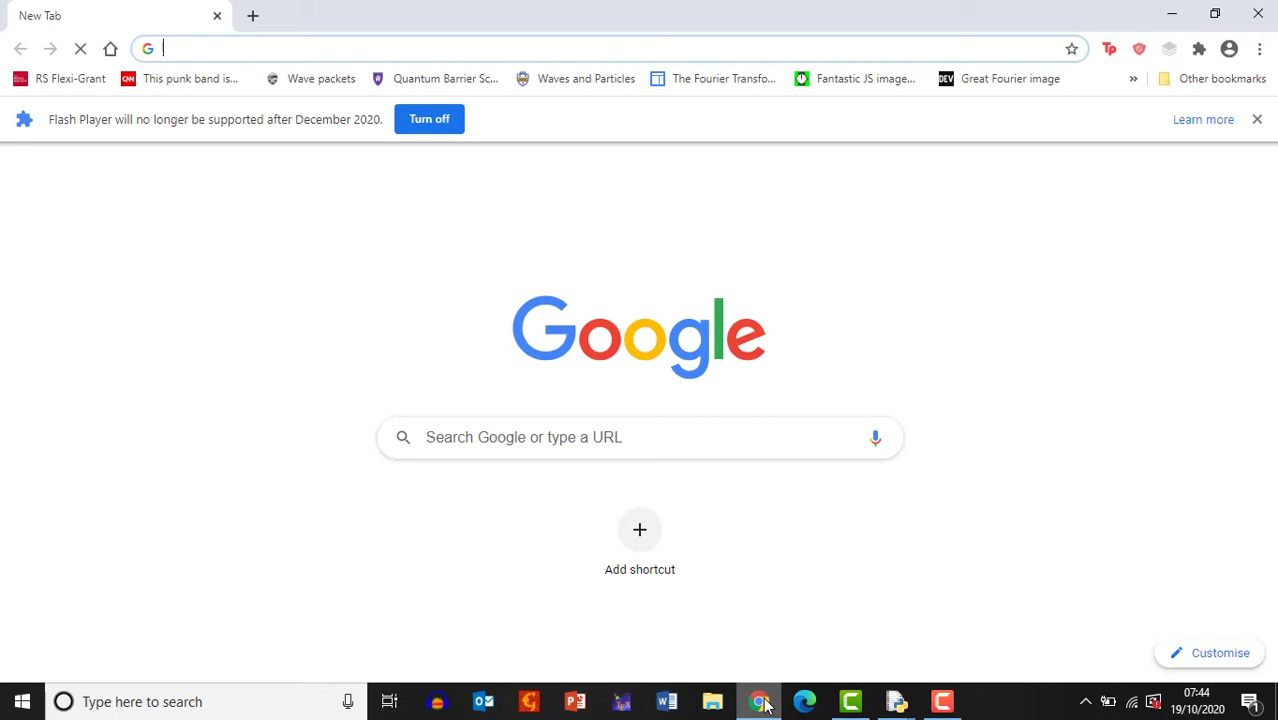 New Tab
RS Flexi-Grant This punk band is... Wave packets Quantum Barrier Sc... Waves and Particles The Fourier Transfo... Fantastic JS image... DEV Great Fourier image » Other bookmarks
Flash Player will no longer be supported after December 2020. Turn off Learn more
Google
Search Google or type a URL
Add shortcut
Customise
Type here to search
07:44
19/10/2020